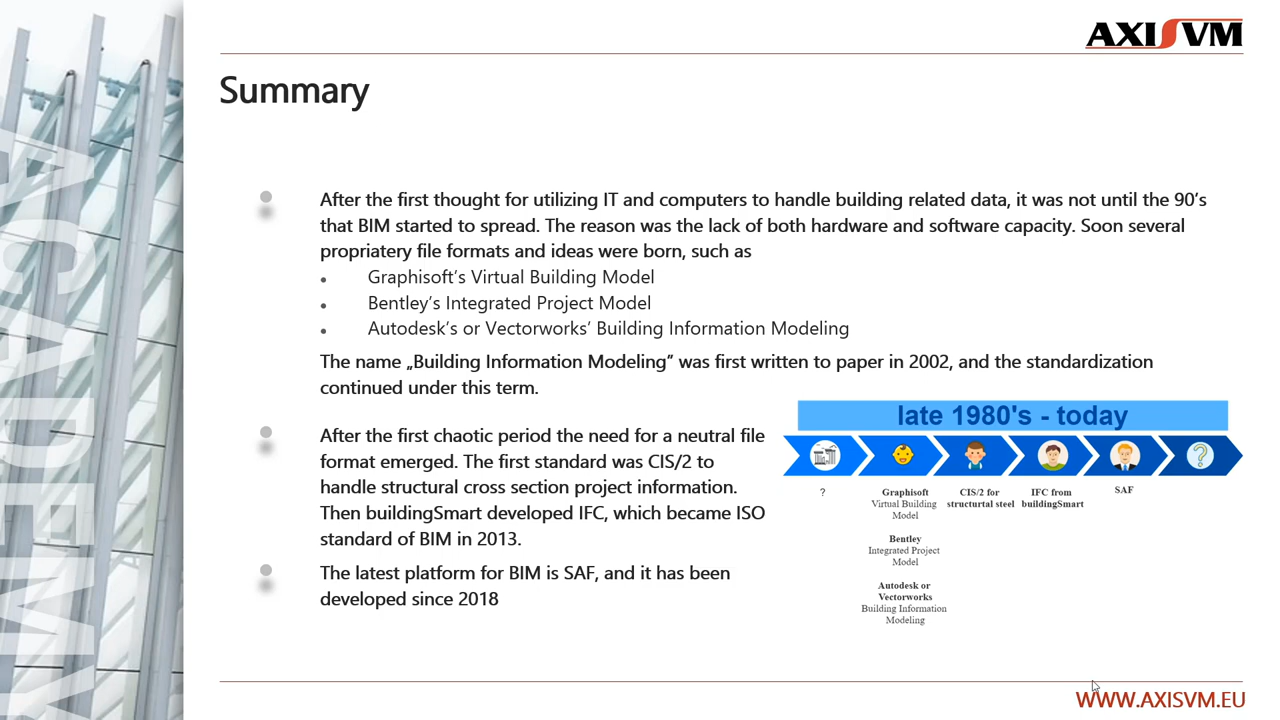 AXISVM
Summary
After the first thought for utilizing IT and computers to handle building related data, it was not until the 90's
that BIM started to spread. The reason was the lack of both hardware and software capacity. Soon several
propriatery file formats and ideas were born, such as
Graphisoft's Virtual Building Model
Bentley's Integrated Project Model
Autodesk's or Vectorworks' Building Information Modeling
The name „Building Information Modeling" was first written to paper in 2002, and the standardization
continued under this term.
After the first chaotic period the need for a neutral file
format emerged. The first standard was CIS/2 to
handle structural cross section project information.
Then buildingSmart developed IFC, which became ISO
standard of BIM in 2013.
The latest platform for BIM is SAF, and it has been
developed since 2018
late 1980's - today
?
?
Graphisoft
Virtual Building
Model
Bentley
Integrated Project
Model
Autodesk or
Vectorworks
Building Information
Modeling
CIS/2 for
structurtal steel
IFC from
buildingSmart
SAF
ACADEMY
WWW.AXISVM.EU